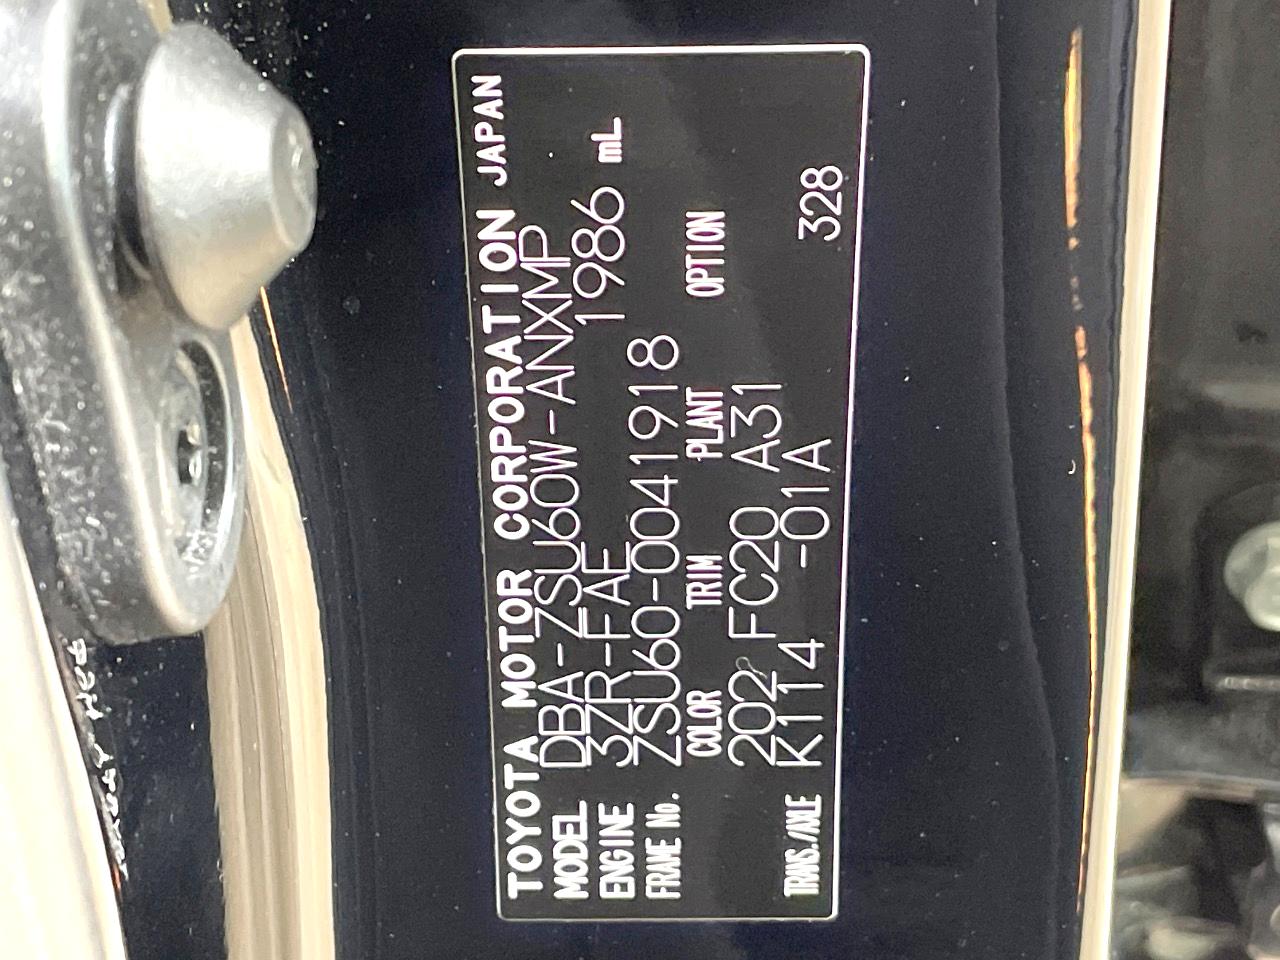 TOYOTA MOTOR CORPORATION JAPAN
MODEL DBA-ZSU60W-ANXMP
ENGINE 3ZR-FAE 1986 mL
FRAME No. ZSU60-0041918
COLOR TRIM PLANT OPTION
202 FC20 A31
TRANS./AXLE K114 -01A 328